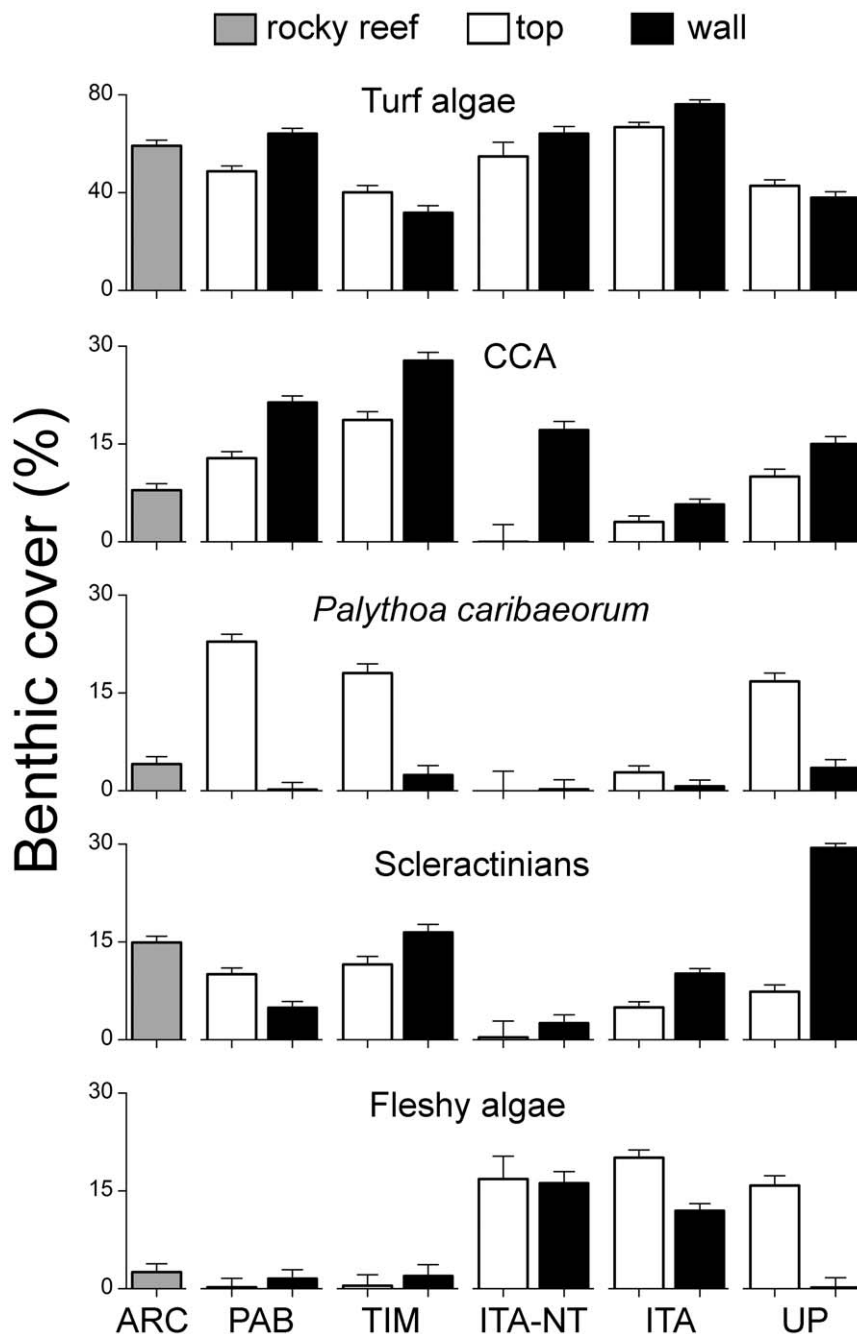 rocky reef top wall
Turf algae
80
40
0
CCA
30
15
0
Palythoa caribaeorum
30
15
0
Scleractinians
30
15
0
Fleshy algae
30
15
0
ARC PAB TIM ITA-NT ITA UP
Benthic cover (%)